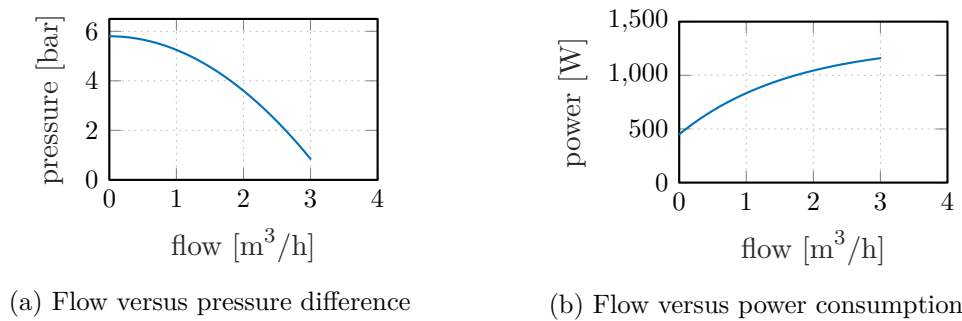 6
4
2
0
0 1 2 3 4
pressure [bar]
flow [m³/h]
(a) Flow versus pressure difference
1,500
1,000
500
0
0 1 2 3 4
power [W]
flow [m³/h]
(b) Flow versus power consumption